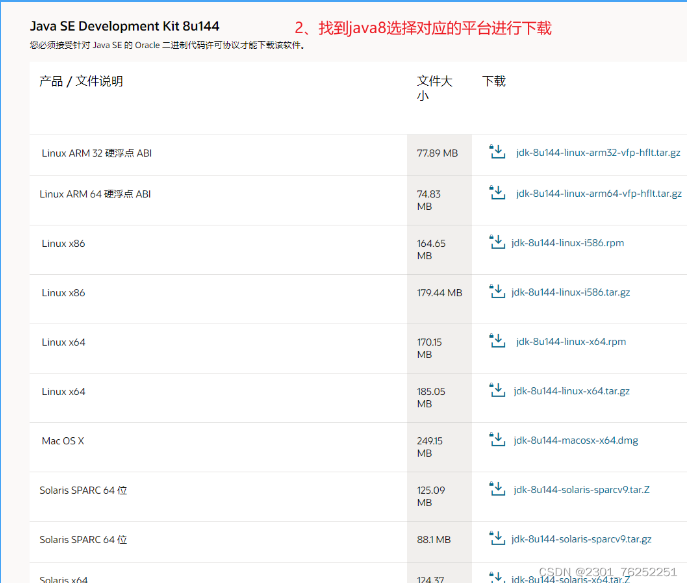 Java SE Development Kit 8u144
2、找到java8选择对应的平台进行下载
您必须接受针对 Java SE 的 Oracle 二进制代码许可协议才能下载该软件。
产品 / 文件说明
文件大
小
下载
Linux ARM 32 硬浮点 ABI
77.89 MB
jdk-8u144-linux-arm32-vfp-hflt.tar.gz
Linux ARM 64 硬浮点 ABI
74.83
MB
jdk-8u144-linux-arm64-vfp-hflt.tar.gz
Linux x86
164.65
MB
jdk-8u144-linux-i586.rpm
Linux x86
179.44 MB
jdk-8u144-linux-i586.tar.gz
Linux x64
170.15
MB
jdk-8u144-linux-x64.rpm
Linux x64
185.05
MB
jdk-8u144-linux-x64.tar.gz
Mac OS X
249.15
MB
jdk-8u144-macosx-x64.dmg
Solaris SPARC 64 位
125.09
MB
jdk-8u144-solaris-sparcv9.tar.Z
Solaris SPARC 64 位
88.1 MB
jdk-8u144-solaris-sparcv9.tar.gz
Solaris x64
124.37
jdk-8u144-solaris-x64.tar.Z
CSDN @2301_76252251